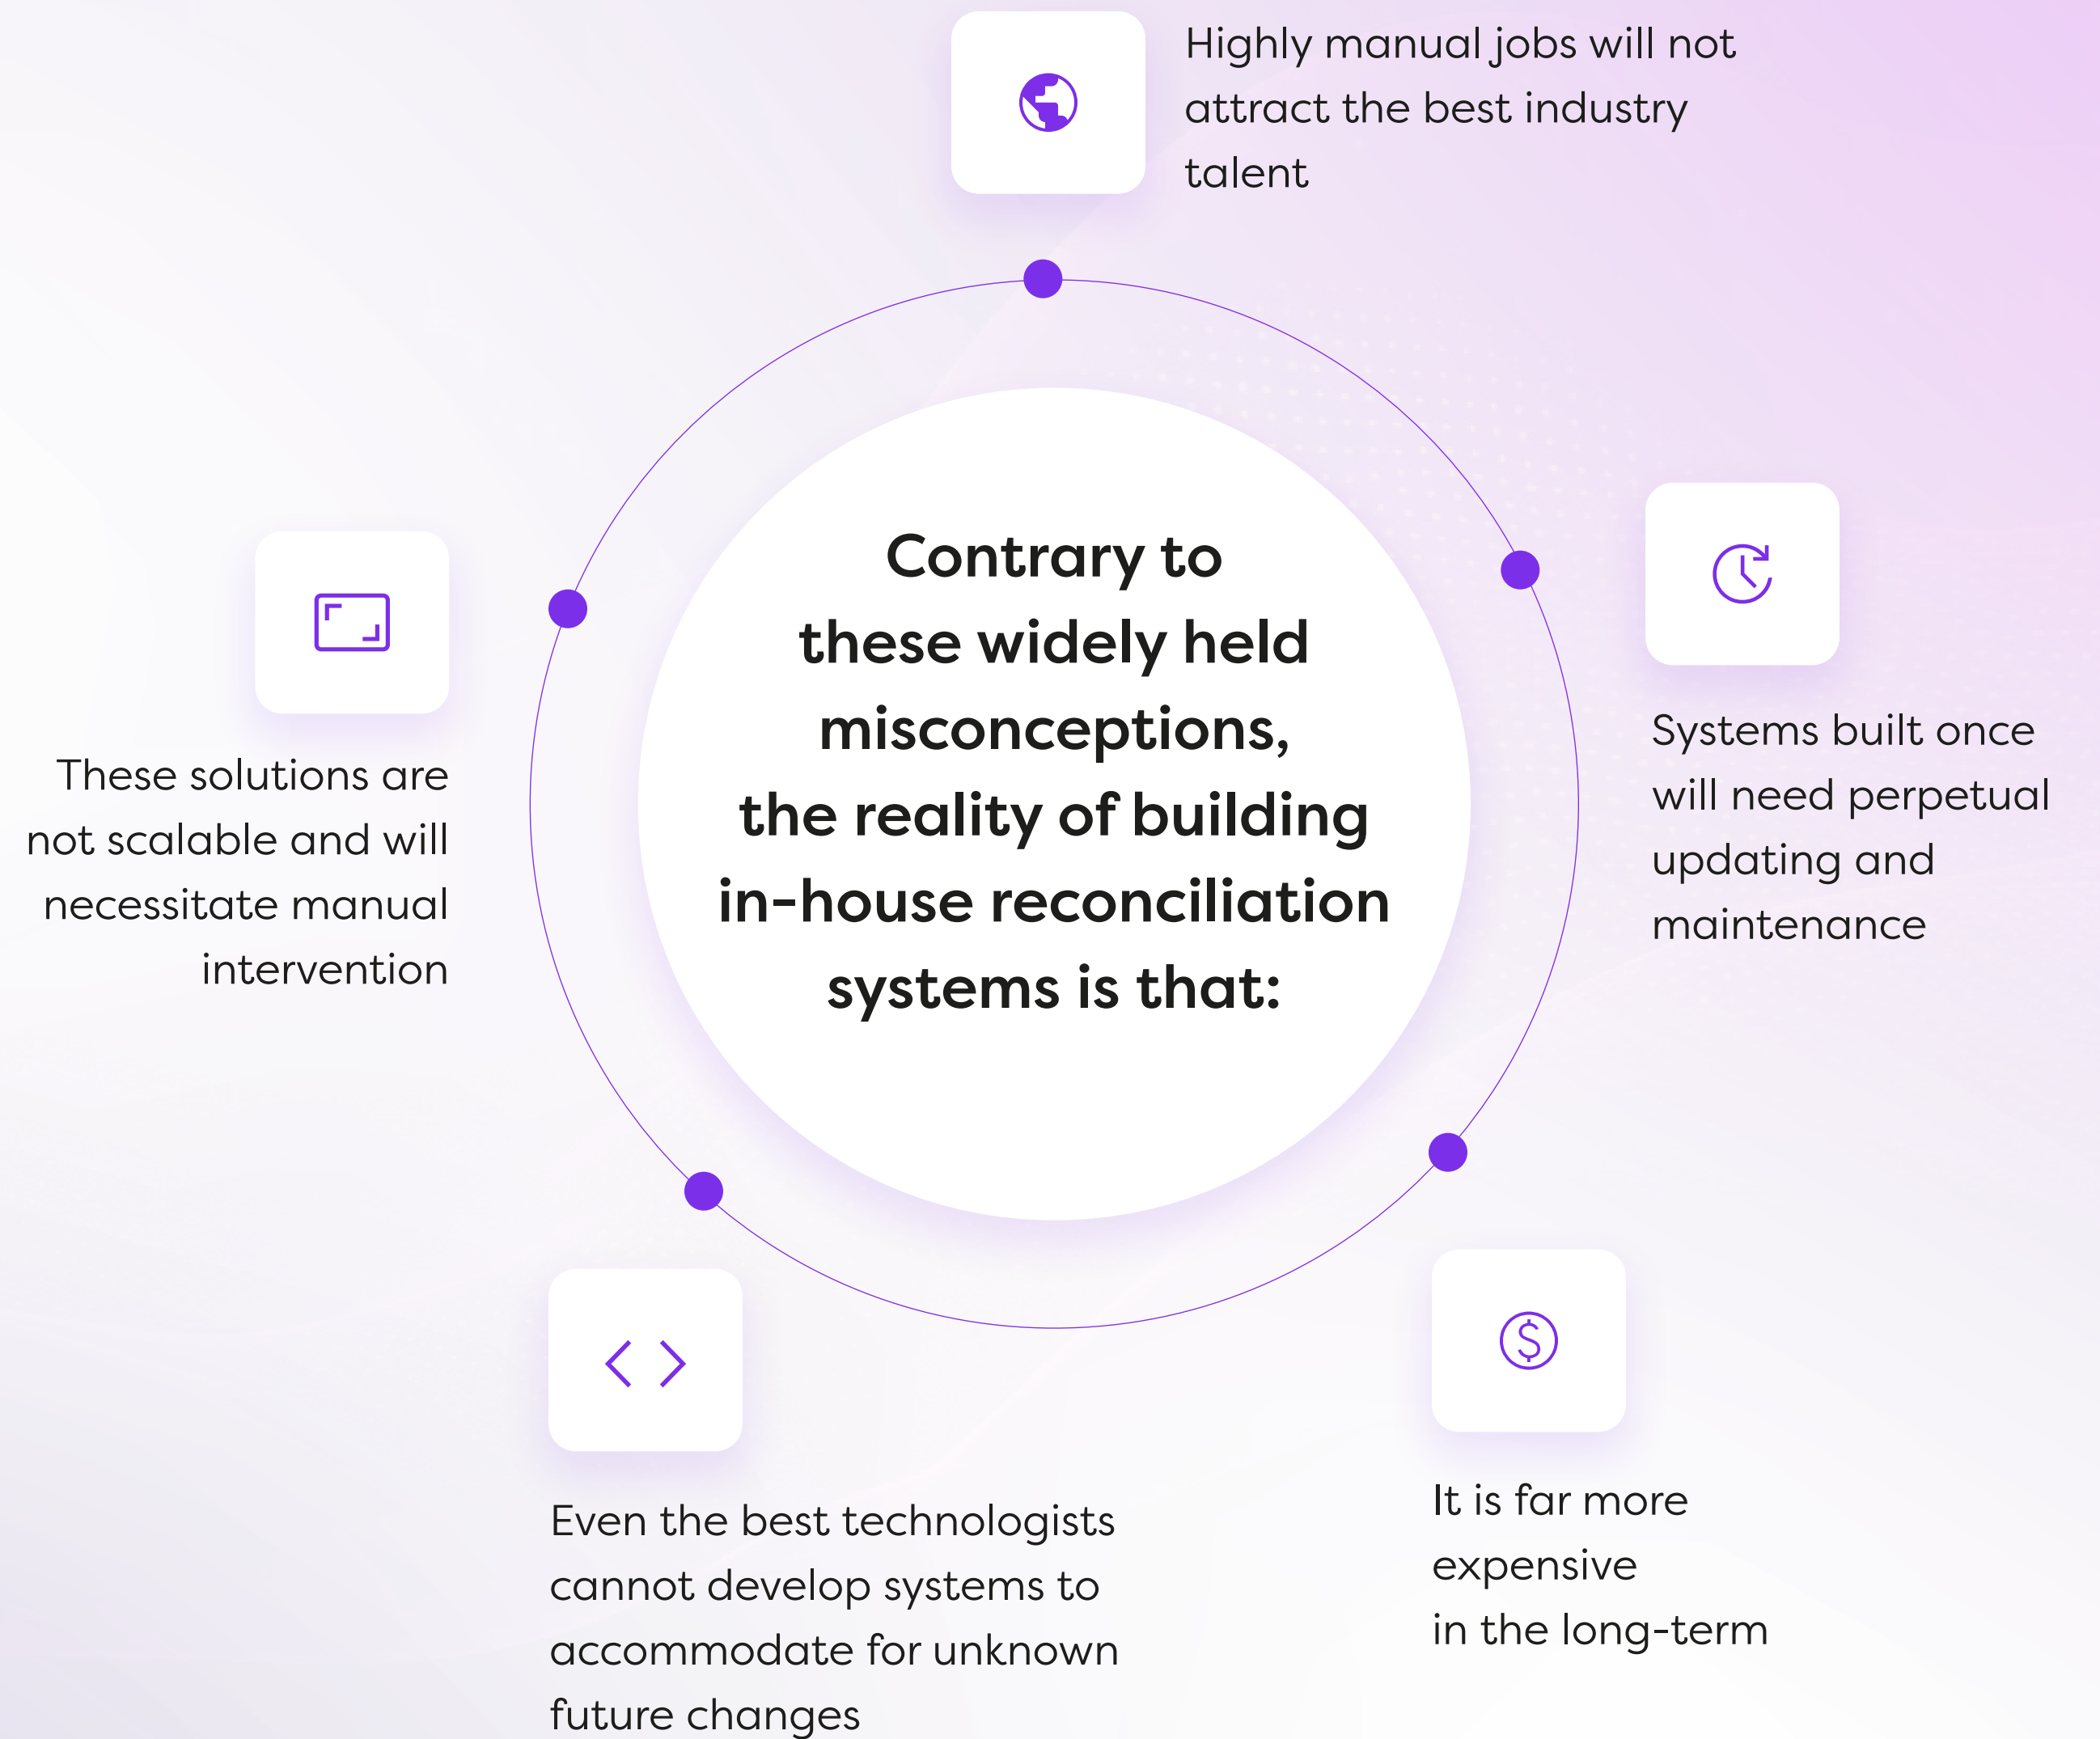 Highly manual jobs will not
attract the best industry
talent
Contrary to
these widely held
misconceptions,
the reality of building
in-house reconciliation
systems is that:
Systems built once
will need perpetual
updating and
maintenance
These solutions are
not scalable and will
necessitate manual
intervention
It is far more
expensive
in the long-term
Even the best technologists
cannot develop systems to
accommodate for unknown
future changes